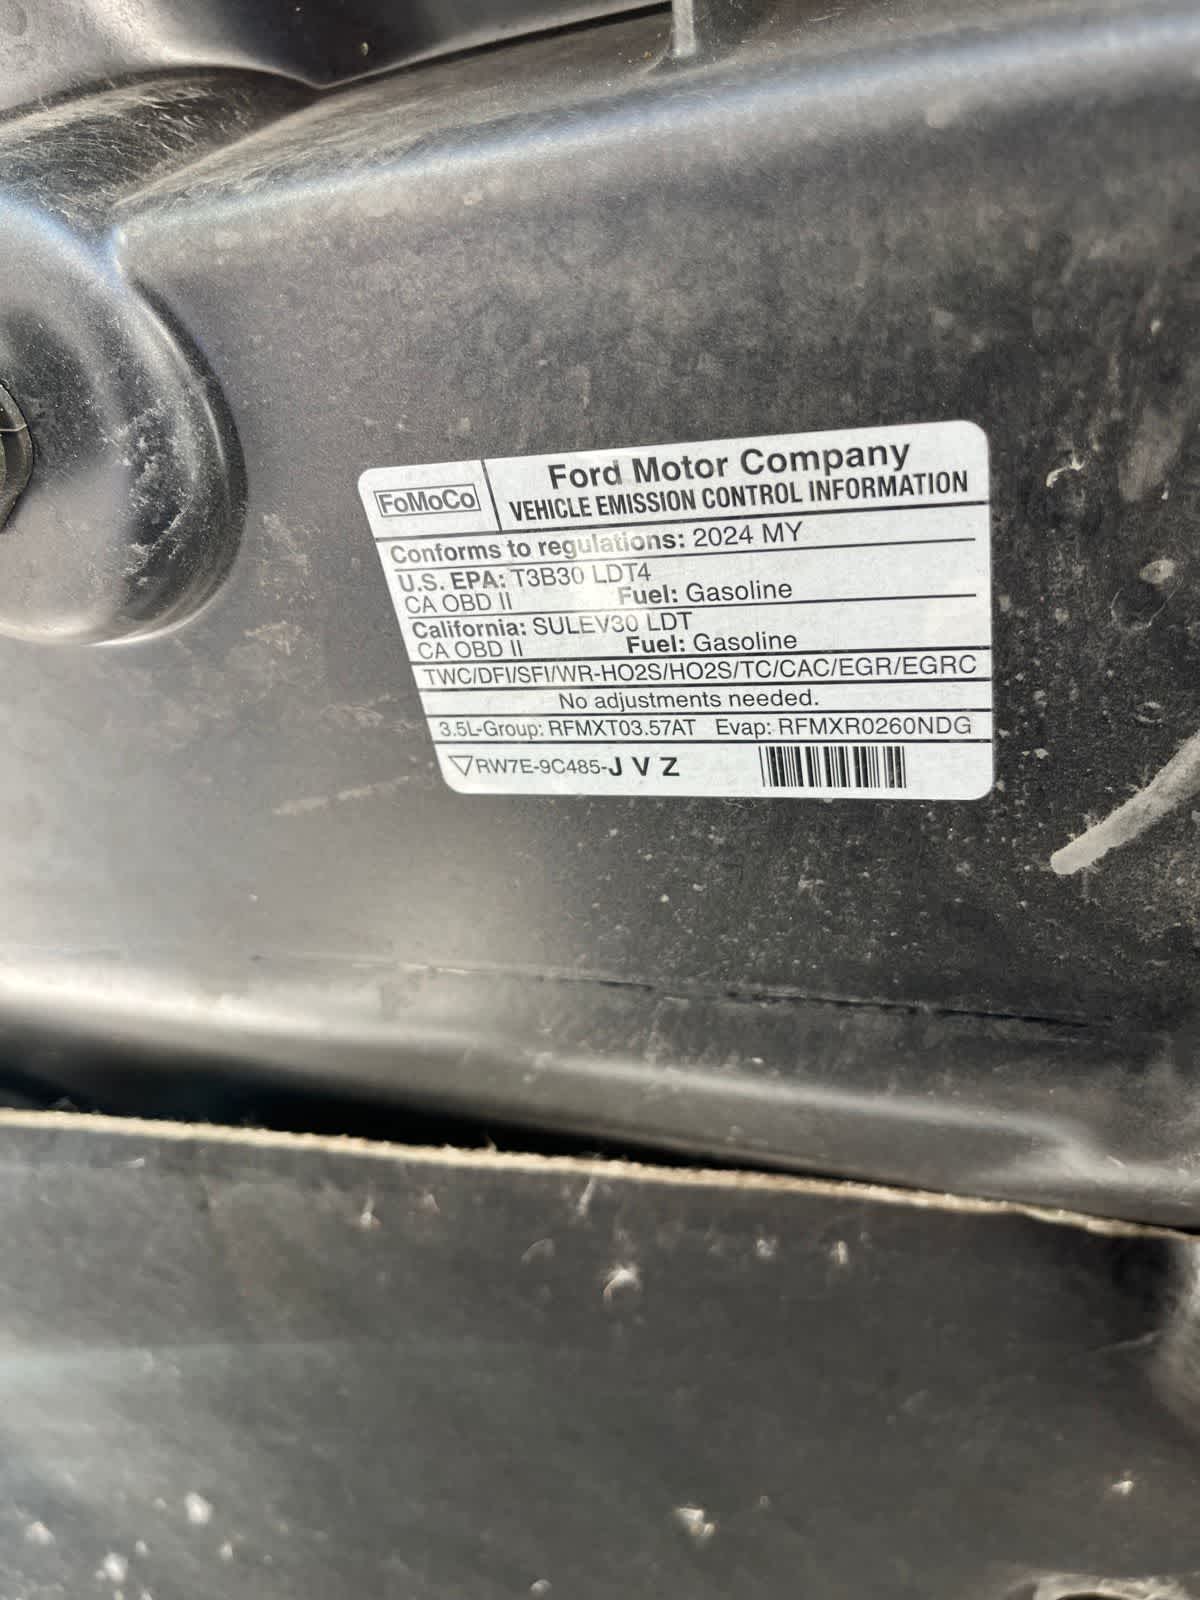 FoMoCo
Ford Motor Company
VEHICLE EMISSION CONTROL INFORMATION
Conforms to regulations: 2024 MY
U.S. EPA: T3B30 LDT4
CA OBD II Fuel: Gasoline
California: SULEV30 LDT
CA OBD II Fuel: Gasoline
TWC/DFI/SFI/WR-HO2S/HO2S/TC/CAC/EGR/EGRC
No adjustments needed.
3.5L-Group: RFMXT03.57AT Evap: RFMXR0260NDG
▽RW7E-9C485-J V Z